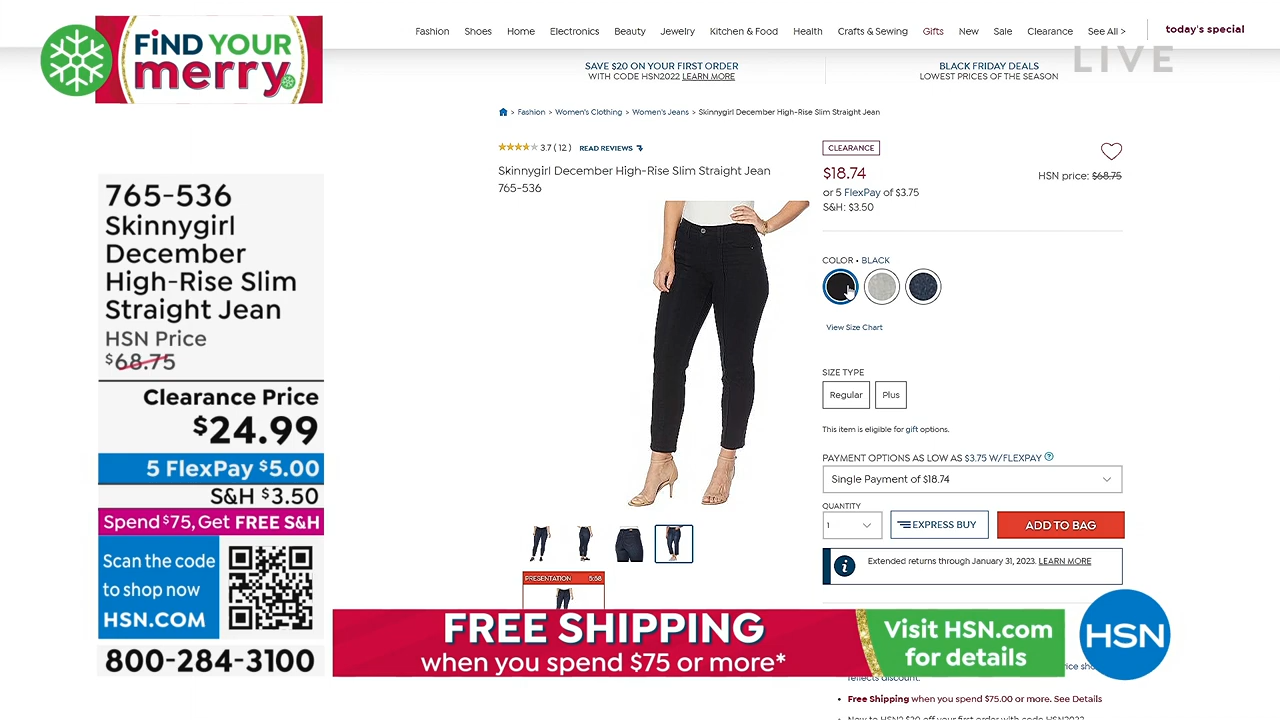 FiND YOUR
merry
Fashion Shoes Home Electronics Beauty Jewelry Kitchen & Food Health Crafts & Sewing Gifts New Sale Clearance See All > today's special
LIVE
SAVE $20 ON YOUR FIRST ORDER
WITH CODE HSN2022 LEARN MORE
BLACK FRIDAY DEALS
LOWEST PRICES OF THE SEASON
> Fashion > Women's Clothing > Women's Jeans > Skinnygirl December High-Rise Slim Straight Jean
3.7 ( 12 ) READ REVIEWS
Skinnygirl December High-Rise Slim Straight Jean
765-536
CLEARANCE
$18.74
HSN price: $68.75
or 5 FlexPay of $3.75
S&H: $3.50
COLOR • BLACK
View Size Chart
SIZE TYPE
Regular
Plus
This item is eligible for gift options.
PAYMENT OPTIONS AS LOW AS $3.75 W/FLEXPAY ?
Single Payment of $18.74
QUANTITY
1
EXPRESS BUY
ADD TO BAG
Extended returns through January 31, 2023. LEARN MORE
PRESENTATION 5:58
765-536
Skinnygirl
December
High-Rise Slim
Straight Jean
HSN Price
$68.75
Clearance Price
$24.99
5 FlexPay $5.00
S&H $3.50
Spend $75, Get FREE S&H
Scan the code
to shop now
HSN.COM
800-284-3100
FREE SHIPPING
when you spend $75 or more*
Visit HSN.com
for details
HSN
reflects discount.
• Free Shipping when you spend $75.00 or more. See Details